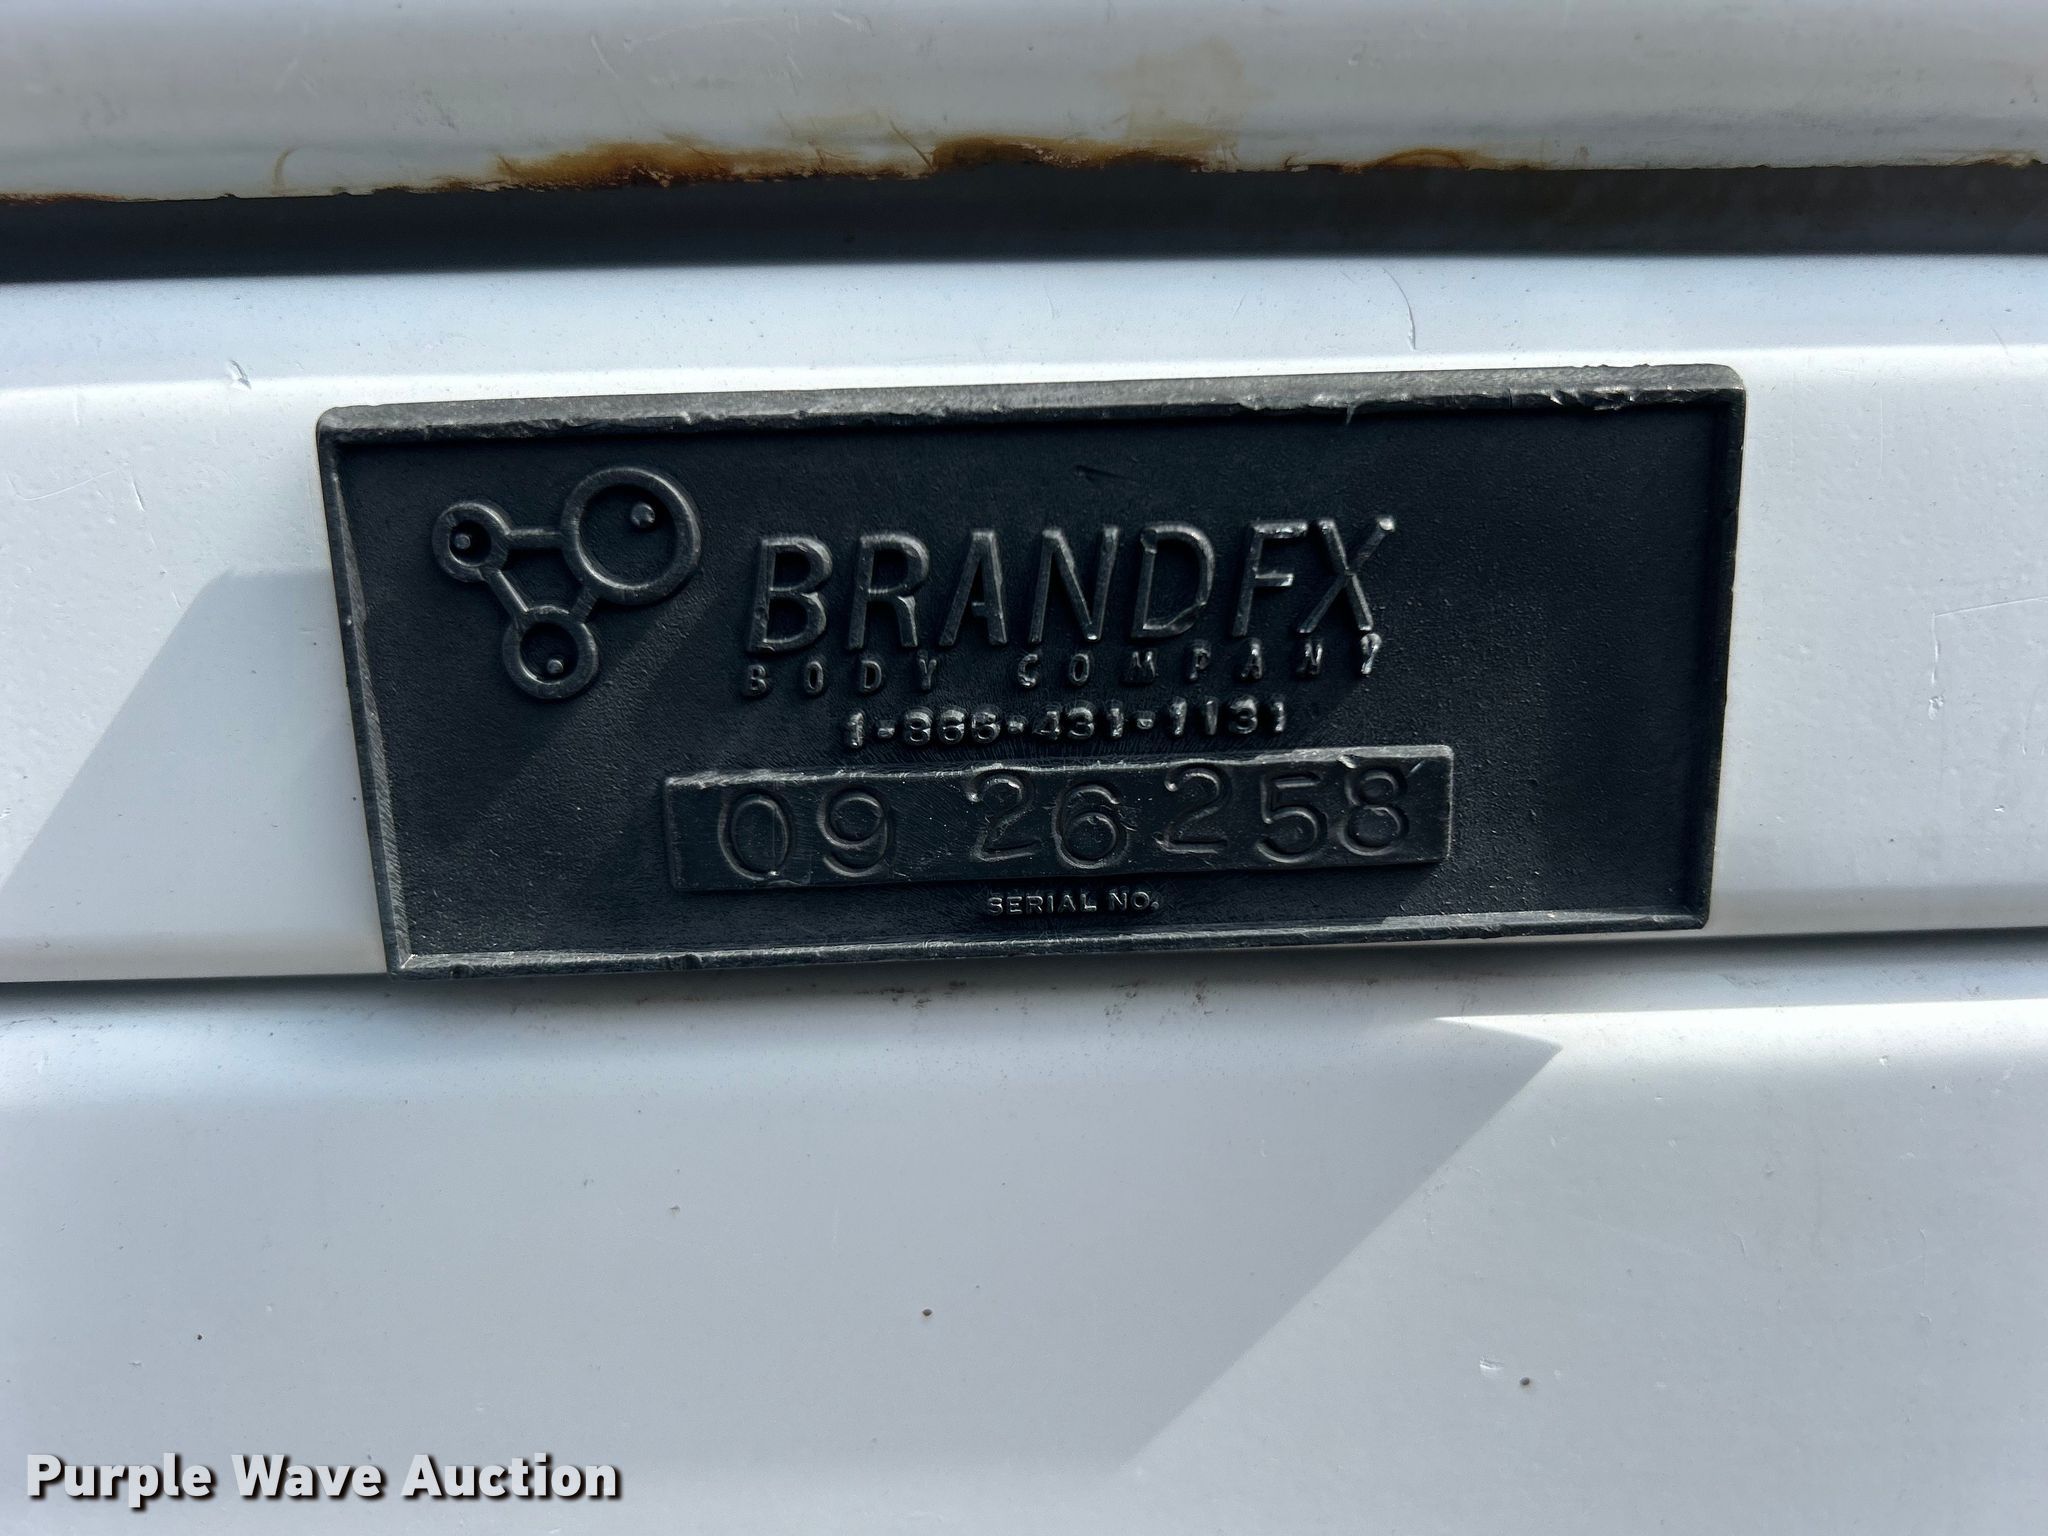 BRANDFX
BODY COMPANY
1-866-431-1131
09 26258
SERIAL NO.
Purple Wave Auction